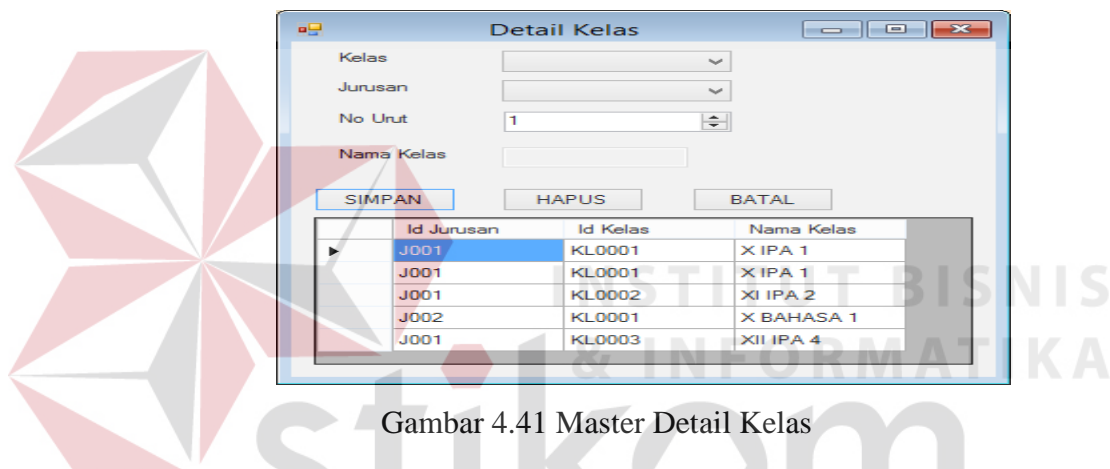 Detail Kelas
Kelas
Jurusan
No Urut 1
Nama Kelas
SIMPAN HAPUS BATAL
Id Jurusan Id Kelas Nama Kelas
J001 KL0001 X IPA 1
J001 KL0001 X IPA 1
J001 KL0002 XI IPA 2
J002 KL0001 X BAHASA 1
J001 KL0003 XII IPA 4
INSTITUT BISNIS
& INFORMATIKA
stikom
Gambar 4.41 Master Detail Kelas